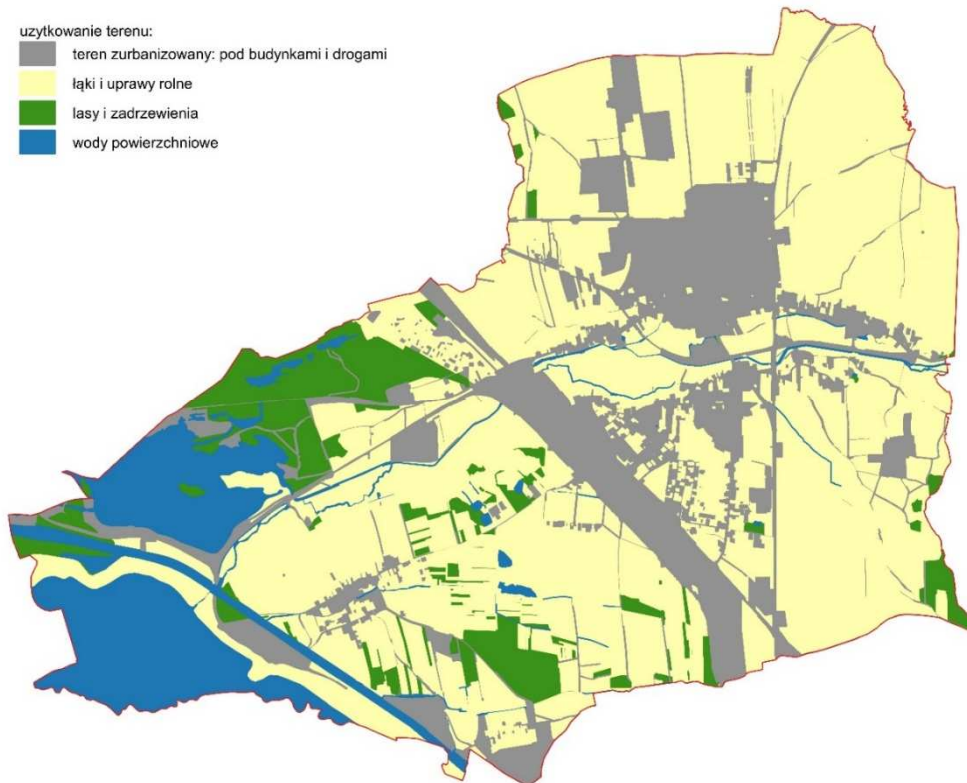 uzytkowanie terenu:
teren zurbanizowany: pod budynkami i drogami
łąki i uprawy rolne
lasy i zadrzewienia
wody powierzchniowe